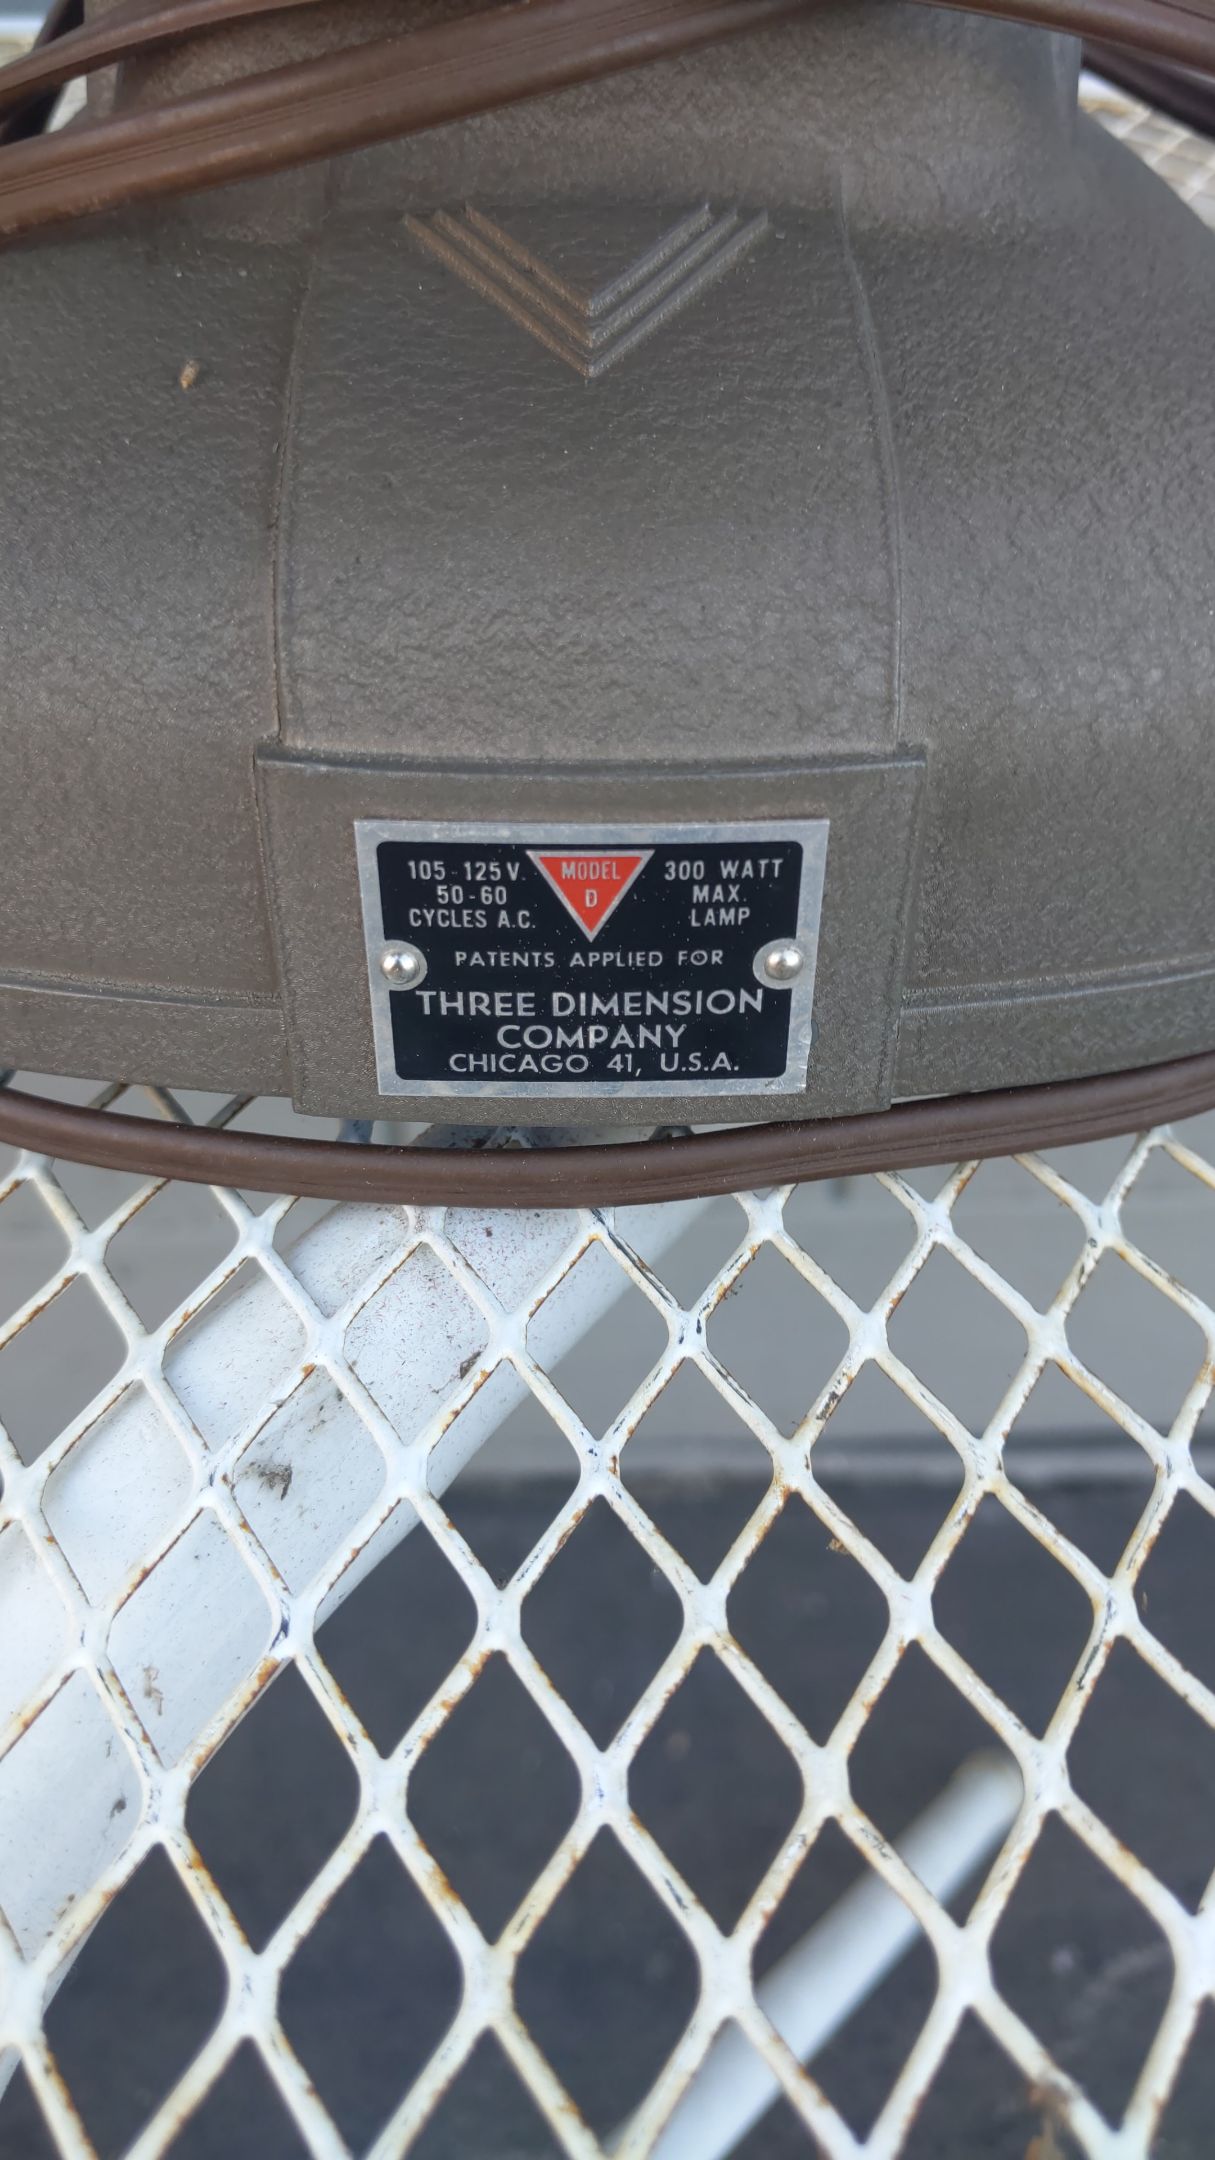 105-125 V.
50-60
CYCLES A.C.
MODEL
D
300 WATT
MAX.
LAMP
PATENTS APPLIED FOR
THREE DIMENSION
COMPANY
CHICAGO 41, U.S.A.